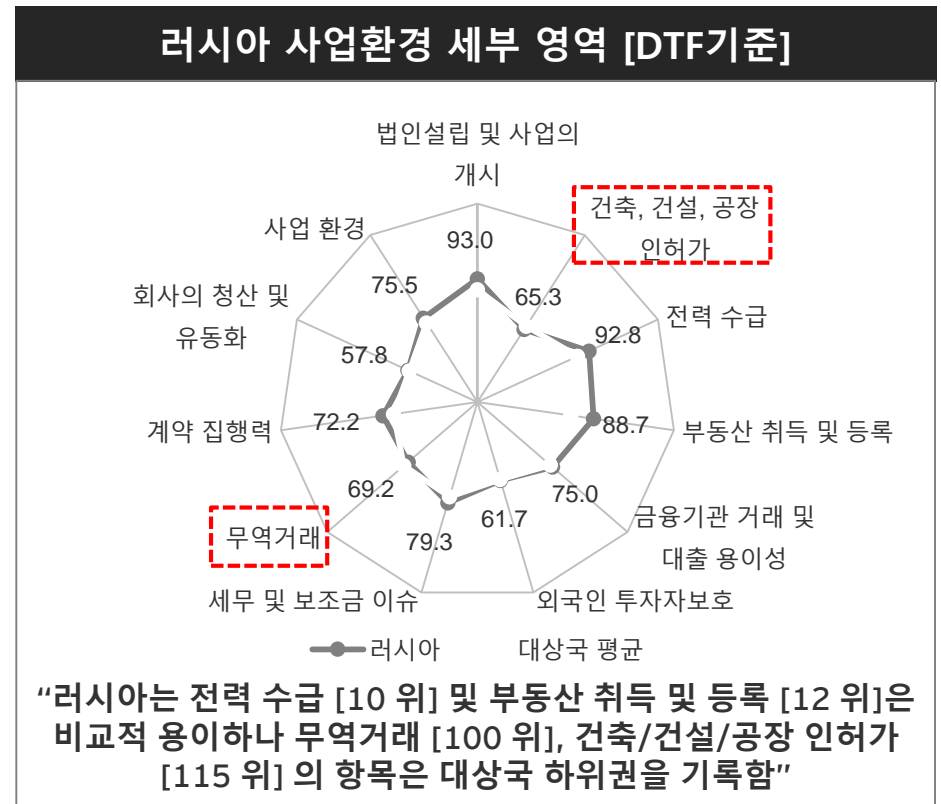 러시아 사업환경 세부 영역 [DTF기준]
법인설립 및 사업의
개시
건축, 건설, 공장
인허가
사업 환경
93.0
75.5
65.3
회사의 청산 및
유동화
전력 수급
92.8
57.8
계약 집행력
72.2
88.7
부동산 취득 및 등록
69.2
75.0
61.7
금융기관 거래 및
대출 용이성
무역거래
79.3
세무 및 보조금 이슈
외국인 투자자보호
러시아
대상국 평균
“러시아는 전력 수급 [10 위] 및 부동산 취득 및 등록 [12 위]은
비교적 용이하나 무역거래 [100 위], 건축/건설/공장 인허가
[115 위] 의 항목은 대상국 하위권을 기록함”